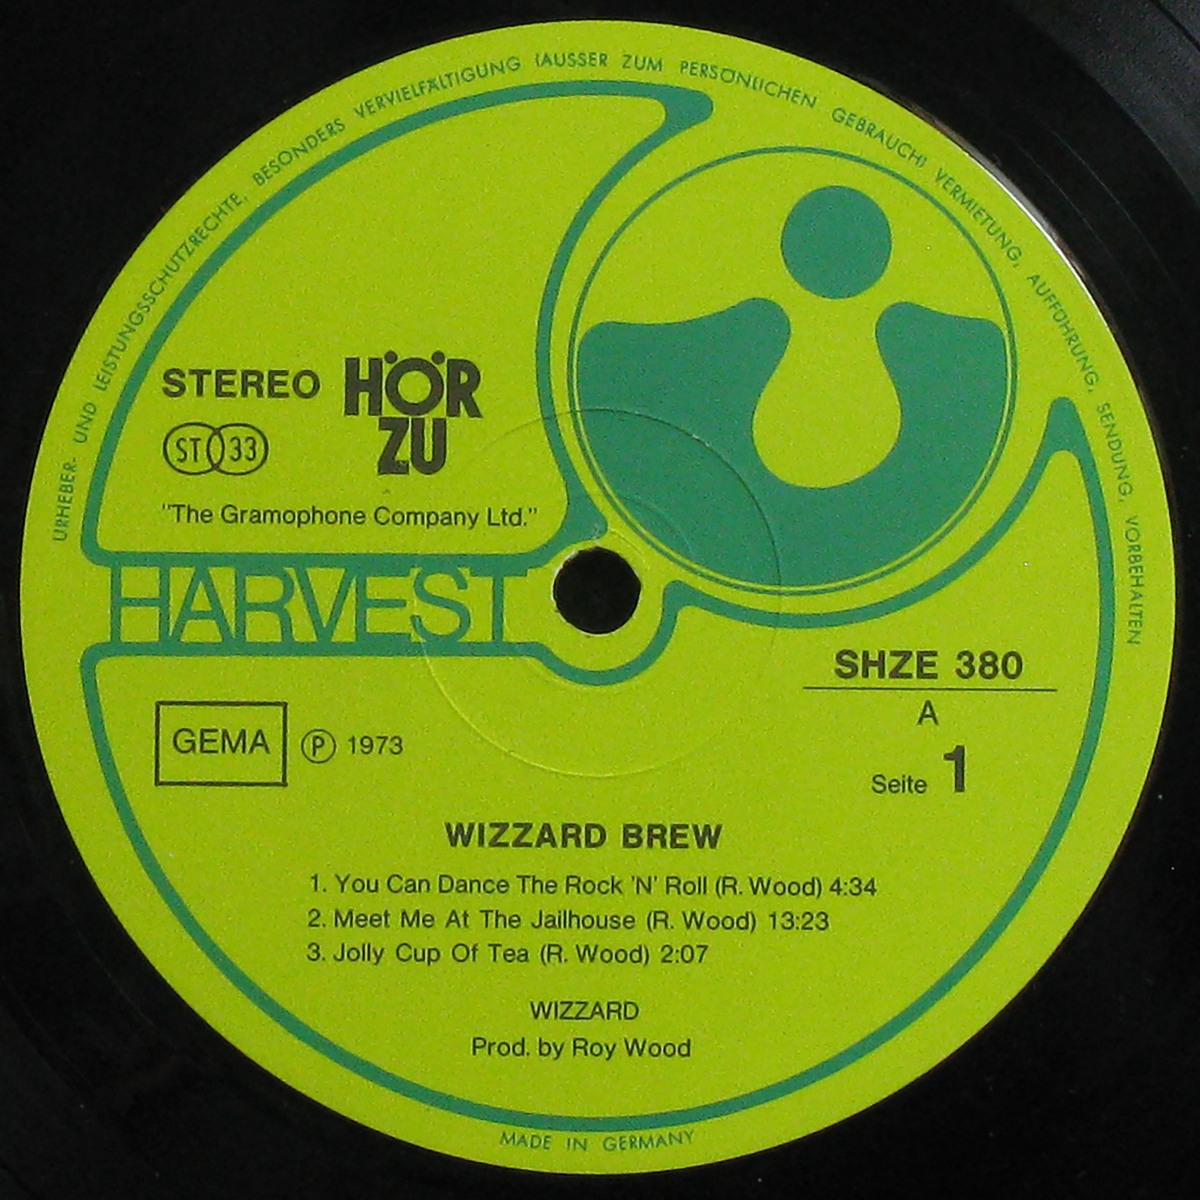 URHEBER- UND LEISTUNGSSCHUTZRECHTE, BESONDERS VERVIELFÄLTIGUNG (AUSSER ZUM PERSÖNLICHEN GEBRAUCH) VERMIETUNG, AUFFÜHRUNG, SENDUNG, VORBEHALTEN
STEREO HÖR
ZU
ST 33
"The Gramophone Company Ltd."
HARVEST
SHZE 380
A
Seite 1
GEMA ℗ 1973
WIZZARD BREW
1. You Can Dance The Rock 'N' Roll (R. Wood) 4:34
2. Meet Me At The Jailhouse (R. Wood) 13:23
3. Jolly Cup Of Tea (R. Wood) 2:07
WIZZARD
Prod. by Roy Wood
MADE IN GERMANY